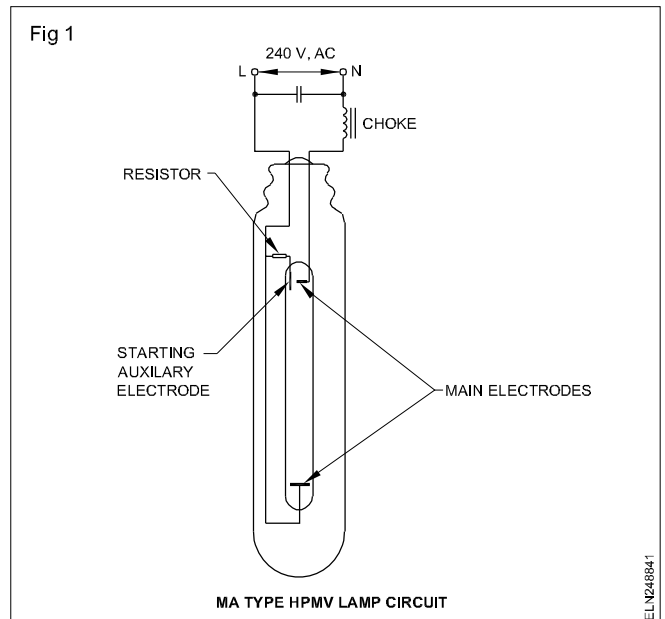 Fig 1
240 V, AC
L
N
CHOKE
RESISTOR
STARTING
AUXILARY
ELECTRODE
MAIN ELECTRODES
MA TYPE HPMV LAMP CIRCUIT
ELN248841